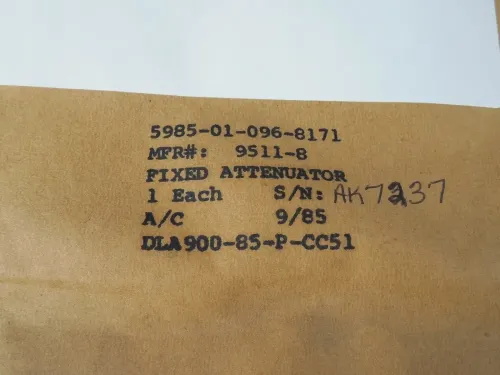 5985-01-096-8171
MFR#: 9511-8
FIXED ATTENUATOR
1 Each S/N: AK7237
A/C 9/85
DLA900-85-P-CC51